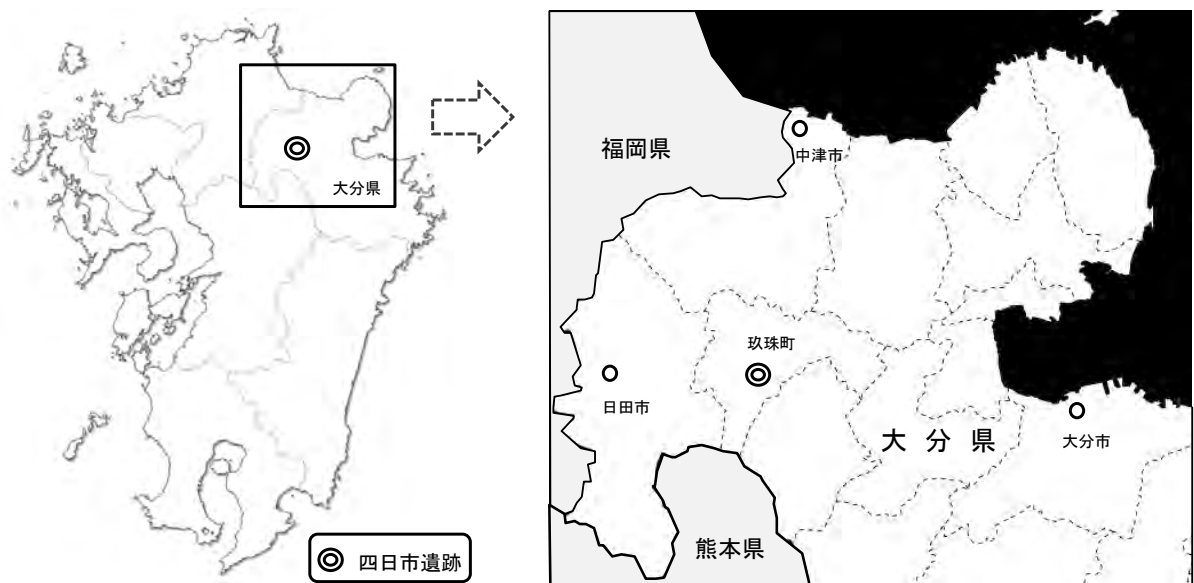 大分県
四日市遺跡
福岡県
中津市
玖珠町
日田市
大分県
大分市
熊本県